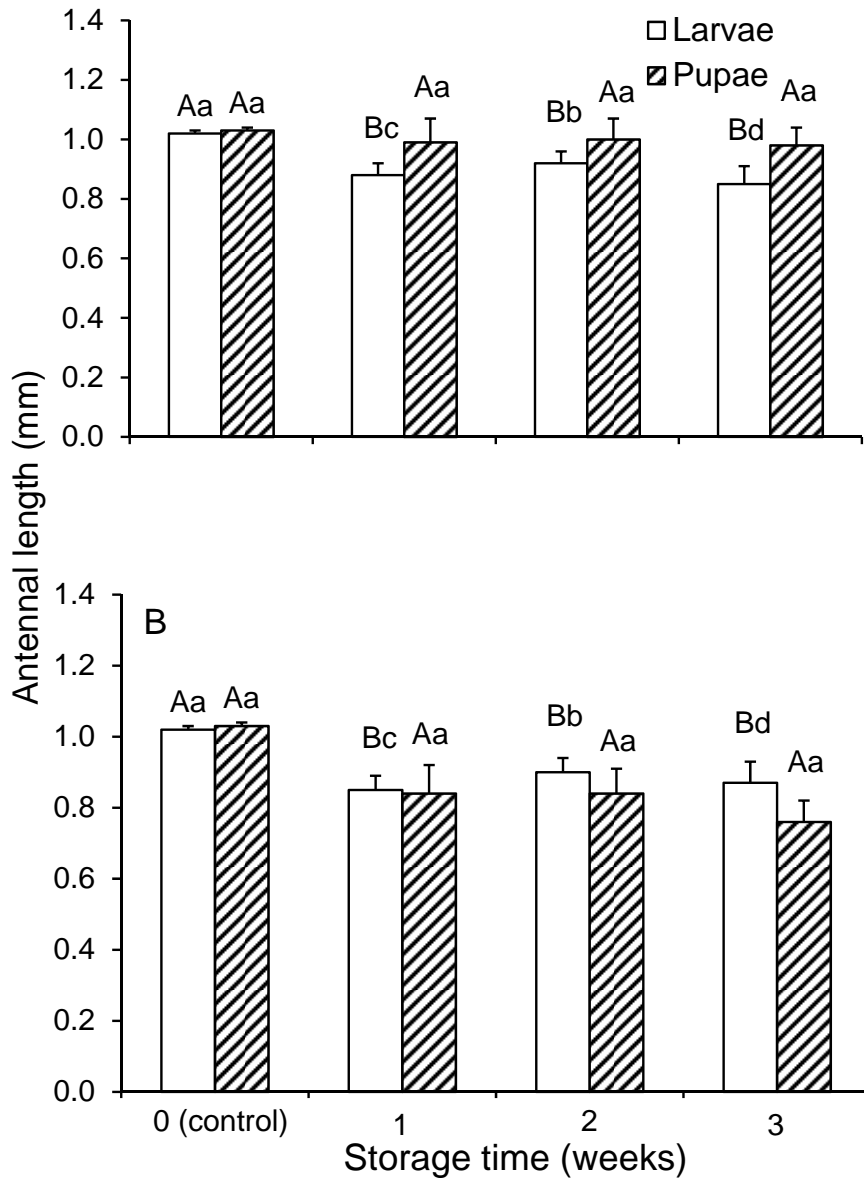 1.4
Larvae
1.2
Pupae
Aa Aa Bc Aa Bb Aa Bd Aa
1.0
0.8
0.6
0.4
0.2
0.0
Antennal length (mm)
1.4
B
1.2
Aa Aa Bc Aa Bb Aa Bd Aa
1.0
0.8
0.6
0.4
0.2
0.0
0 (control) 1 2 3
Storage time (weeks)